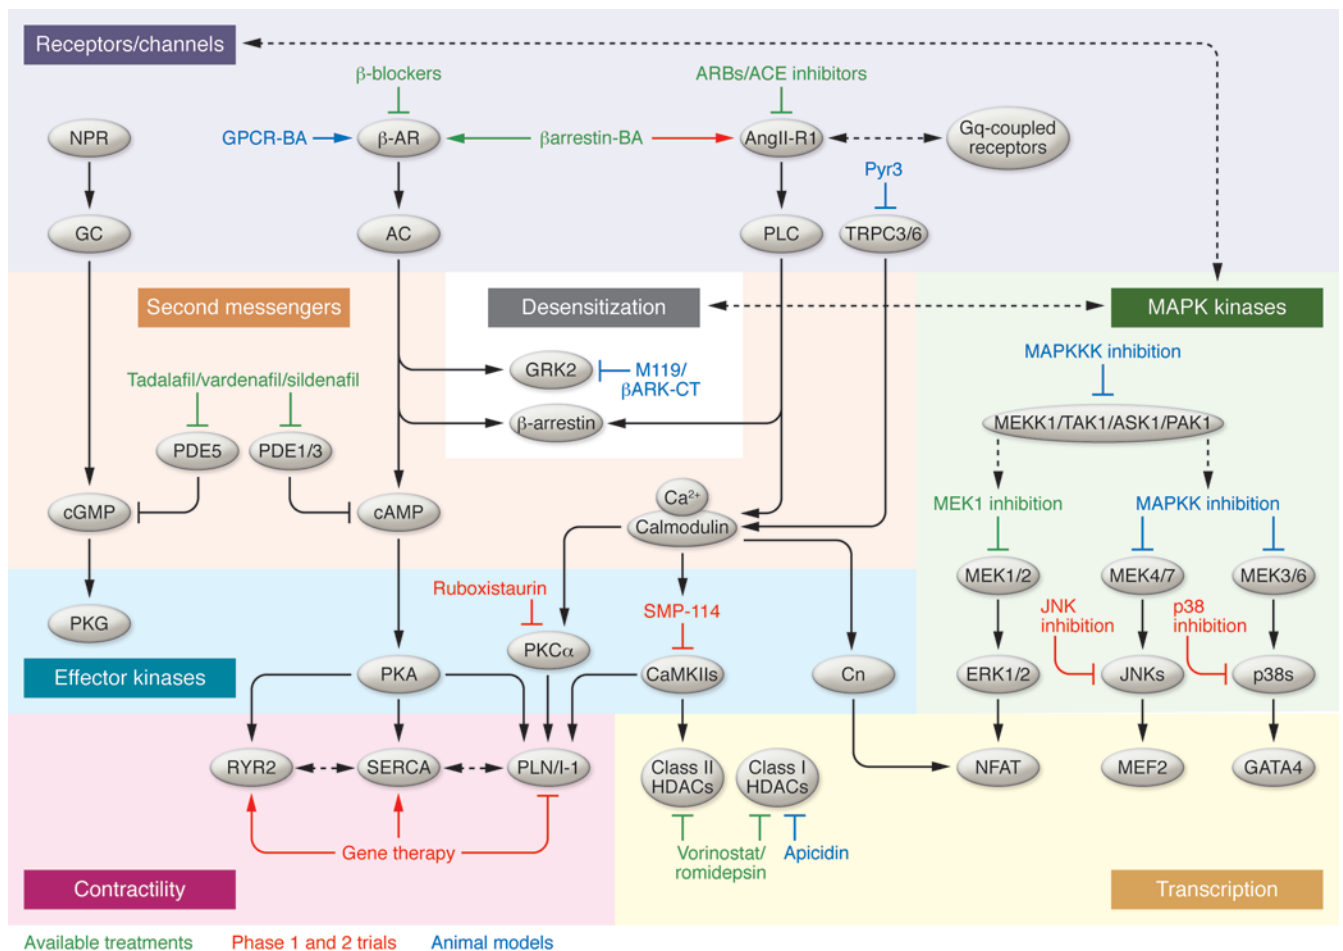 Receptors/channels
β-blockers
ARBs/ACE inhibitors
NPR
GPCR-BA
β-AR
βarrestin-BA
AngII-R1
Gq-coupled
receptors
Pyr3
GC
AC
PLC
TRPC3/6
Second messengers
Desensitization
MAPK kinases
GRK2
M119/
βARK-CT
MAPKKK inhibition
Tadalafil/vardenafil/sildenafil
β-arrestin
MEKK1/TAK1/ASK1/PAK1
PDE5
PDE1/3
cGMP
cAMP
Ca2+
Calmodulin
MEK1 inhibition
MAPKK inhibition
MEK1/2
MEK4/7
MEK3/6
Ruboxistaurin
SMP-114
JNK
inhibition
p38
inhibition
PKG
PKCα
Effector kinases
PKA
CaMKIIs
Cn
ERK1/2
JNKs
p38s
RYR2
SERCA
PLN/I-1
Class II
HDACs
Class I
HDACs
NFAT
MEF2
GATA4
Gene therapy
Vorinostat/
romidepsin
Apicidin
Contractility
Transcription
Available treatments
Phase 1 and 2 trials
Animal models